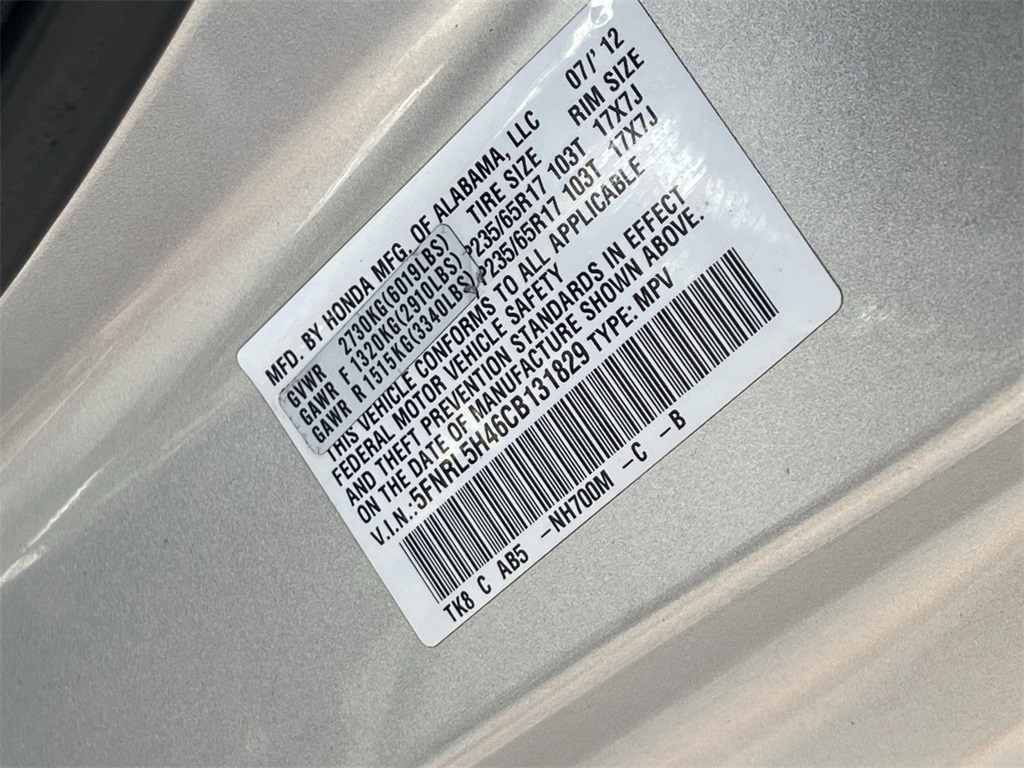 MFD. BY HONDA MFG. OF ALABAMA, LLC 07/' 12
GVWR 2730KG(6019LBS) TIRE SIZE RIM SIZE
GAWR F 1320KG(2910LBS) P235/65R17 103T 17X7J
GAWR R 1515KG(3340LBS) P235/65R17 103T 17X7J
THIS VEHICLE CONFORMS TO ALL APPLICABLE
FEDERAL MOTOR VEHICLE SAFETY
AND THEFT PREVENTION STANDARDS IN EFFECT
ON THE DATE OF MANUFACTURE SHOWN ABOVE.
V.I.N.:5FNRL5H46CB131829 TYPE: MPV
TK8 C AB5 -NH700M -C -B